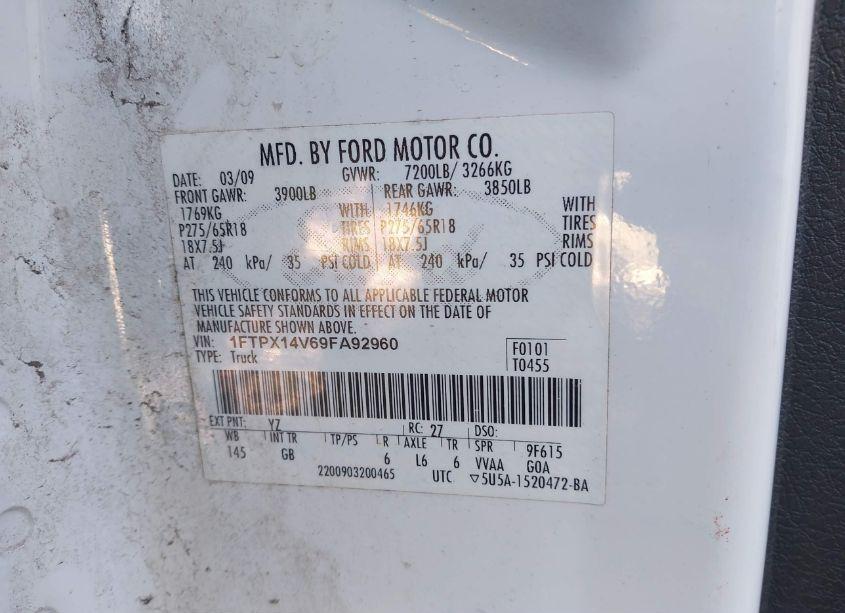 MFD. BY FORD MOTOR CO.
DATE: 03/09 GVWR: 7200LB/ 3266KG
FRONT GAWR: 3900LB REAR GAWR: 3850LB
1769KG WITH 1746KG WITH
P275/65R18 TIRES P275/65R18 TIRES
18X7.5J RIMS 18X7.5J RIMS
AT 240 kPa/ 35 PSI COLD AT 240 kPa/ 35 PSI COLD
THIS VEHICLE CONFORMS TO ALL APPLICABLE FEDERAL MOTOR
VEHICLE SAFETY STANDARDS IN EFFECT ON THE DATE OF
MANUFACTURE SHOWN ABOVE.
VIN: 1FTPX14V69FA92960 F0101
TYPE: Truck T0455
EXT PNT: YZ RC: 27 DSO:
WB INT TR TP/PS R AXLE TR SPR 9F615
145 GB 6 L6 6 VVAA GOA
2200903200465 UTC ▽5U5A-1520472-BA